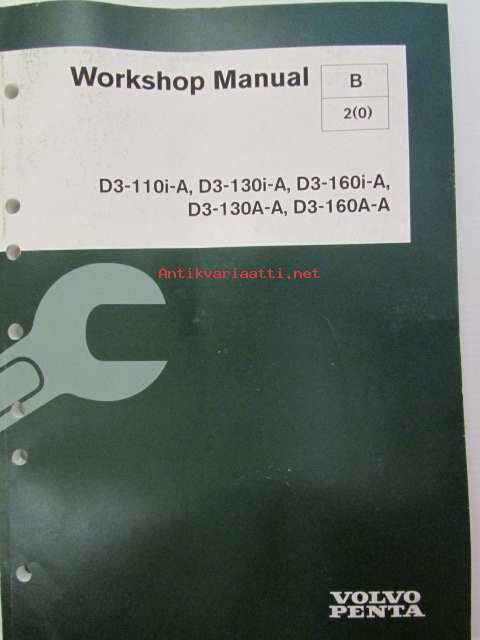 Workshop Manual
B
2(0)
D3-110i-A, D3-130i-A, D3-160i-A,
D3-130A-A, D3-160A-A
Antikvariaatti.net
VOLVO
PENTA